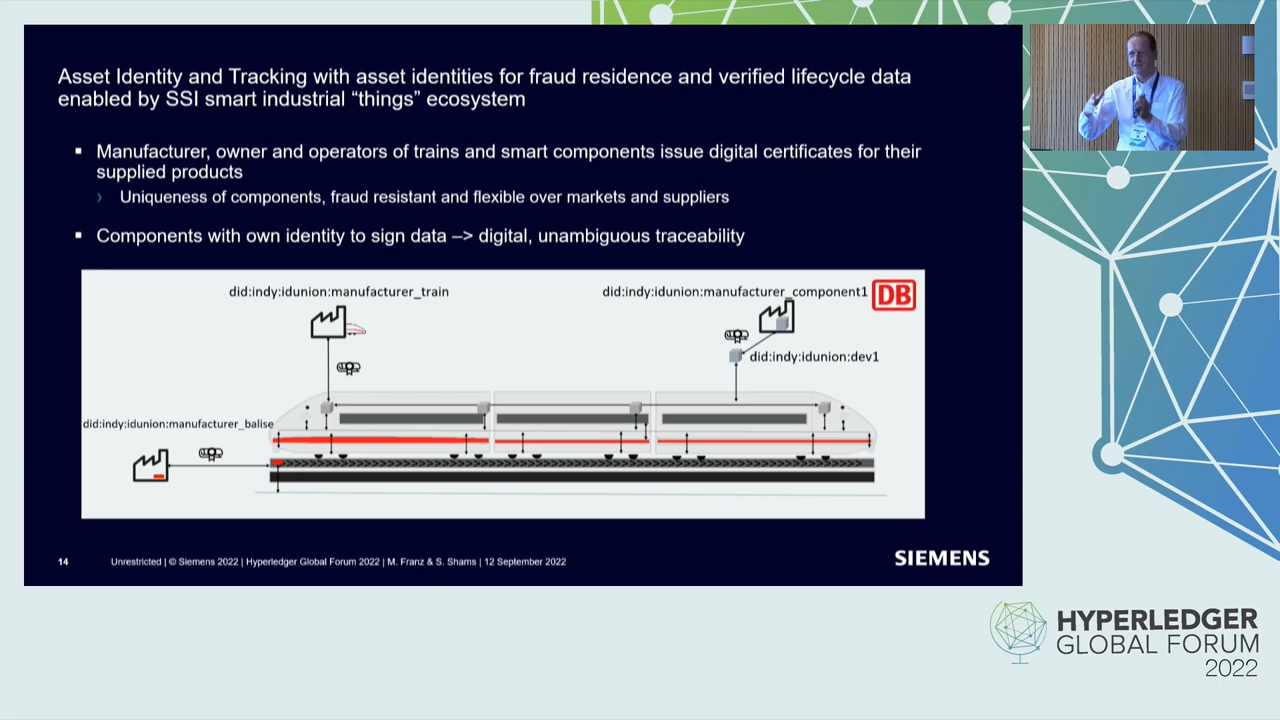 Asset Identity and Tracking with asset identities for fraud residence and verified lifecycle data
enabled by SSI smart industrial “things” ecosystem
▪ Manufacturer, owner and operators of trains and smart components issue digital certificates for their
supplied products
› Uniqueness of components, fraud resistant and flexible over markets and suppliers
▪ Components with own identity to sign data –> digital, unambiguous traceability
did:indy:idunion:manufacturer_train
did:indy:idunion:manufacturer_component1
DB
did:indy:idunion:dev1
did:indy:idunion:manufacturer_balise
14
Unrestricted | © Siemens 2022 | Hyperledger Global Forum 2022 | M. Franz & S. Shams | 12 September 2022
SIEMENS
HYPERLEDGER
GLOBAL FORUM
2022